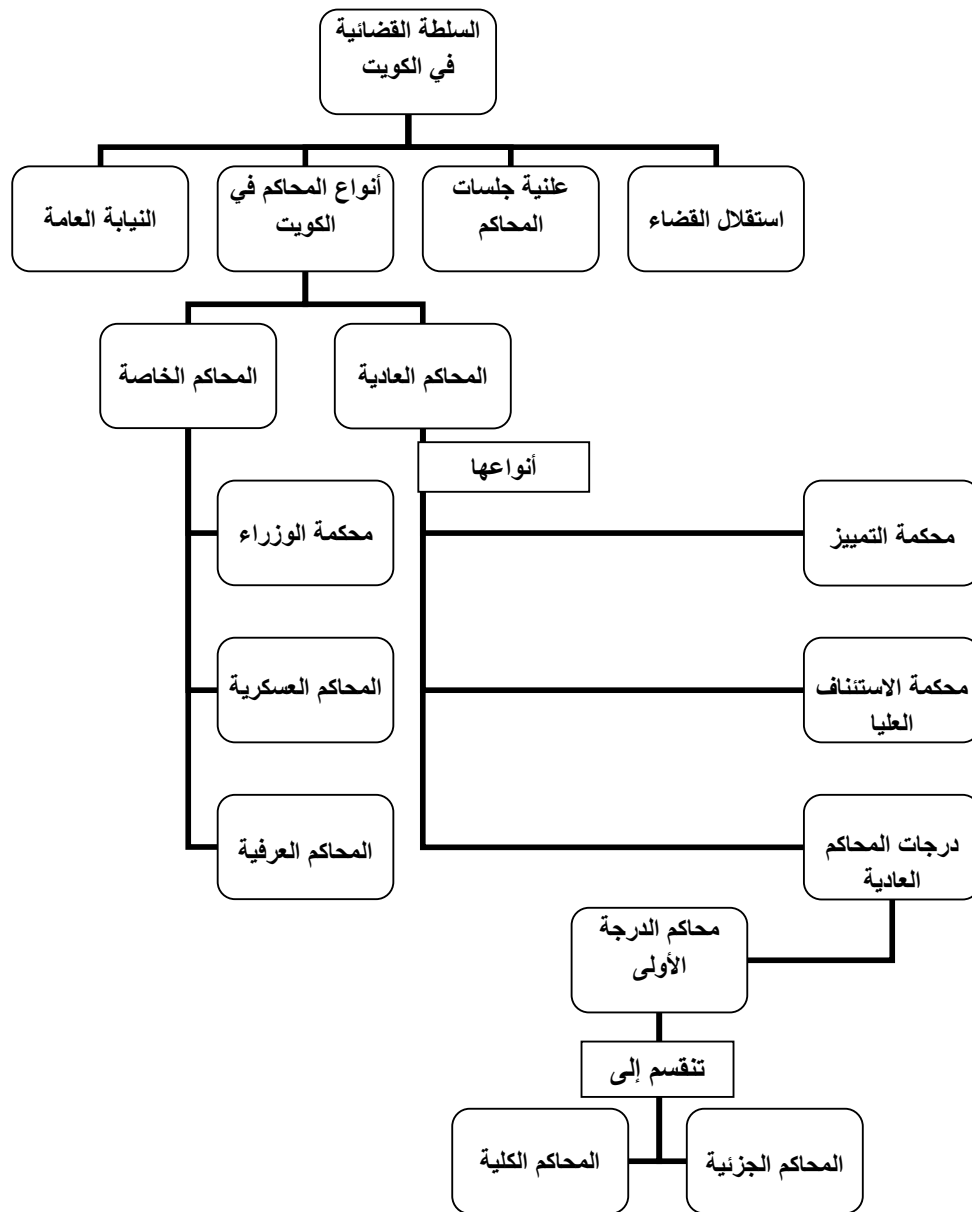 السلطة القضائية
في الكويت
استقلال القضاء
علنية جلسات
المحاكم
أنواع المحاكم في
الكويت
النيابة العامة
المحاكم العادية
المحاكم الخاصة
أنواعها
محكمة التمييز
محكمة الوزراء
محكمة الاستئناف
العليا
المحاكم العسكرية
درجات المحاكم
العادية
المحاكم العرفية
محاكم الدرجة
الأولى
تنقسم إلى
المحاكم الجزئية
المحاكم الكلية